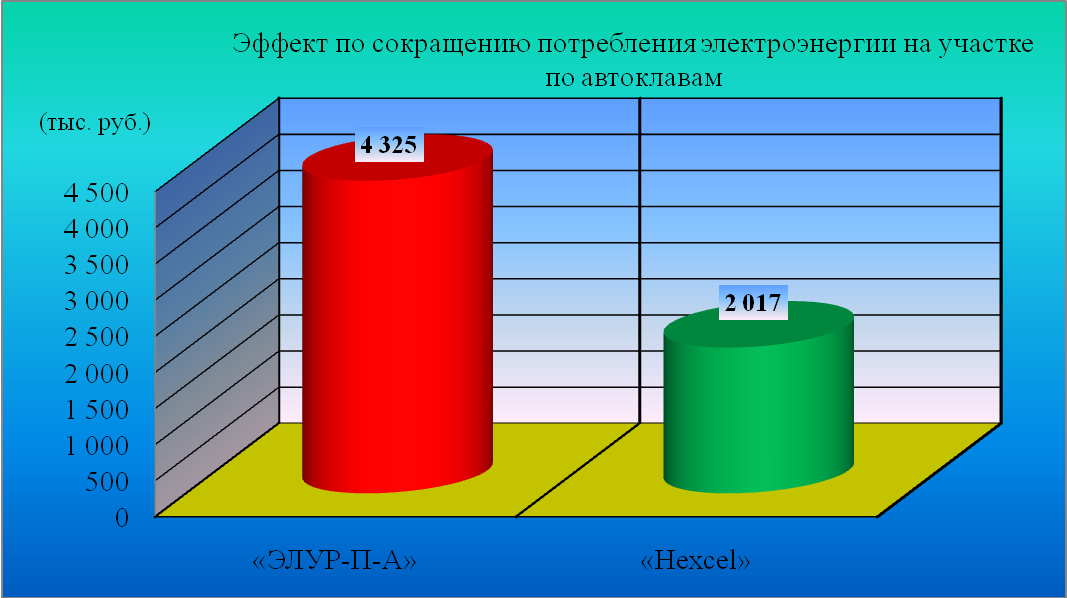 Эффект по сокращению потребления электроэнергии на участке
по автоклавам
(тыс. руб.)
4 325
2 017
4 500
4 000
3 500
3 000
2 500
2 000
1 500
1 000
500
0
«ЭЛУР-П-А»
«Hexcel»